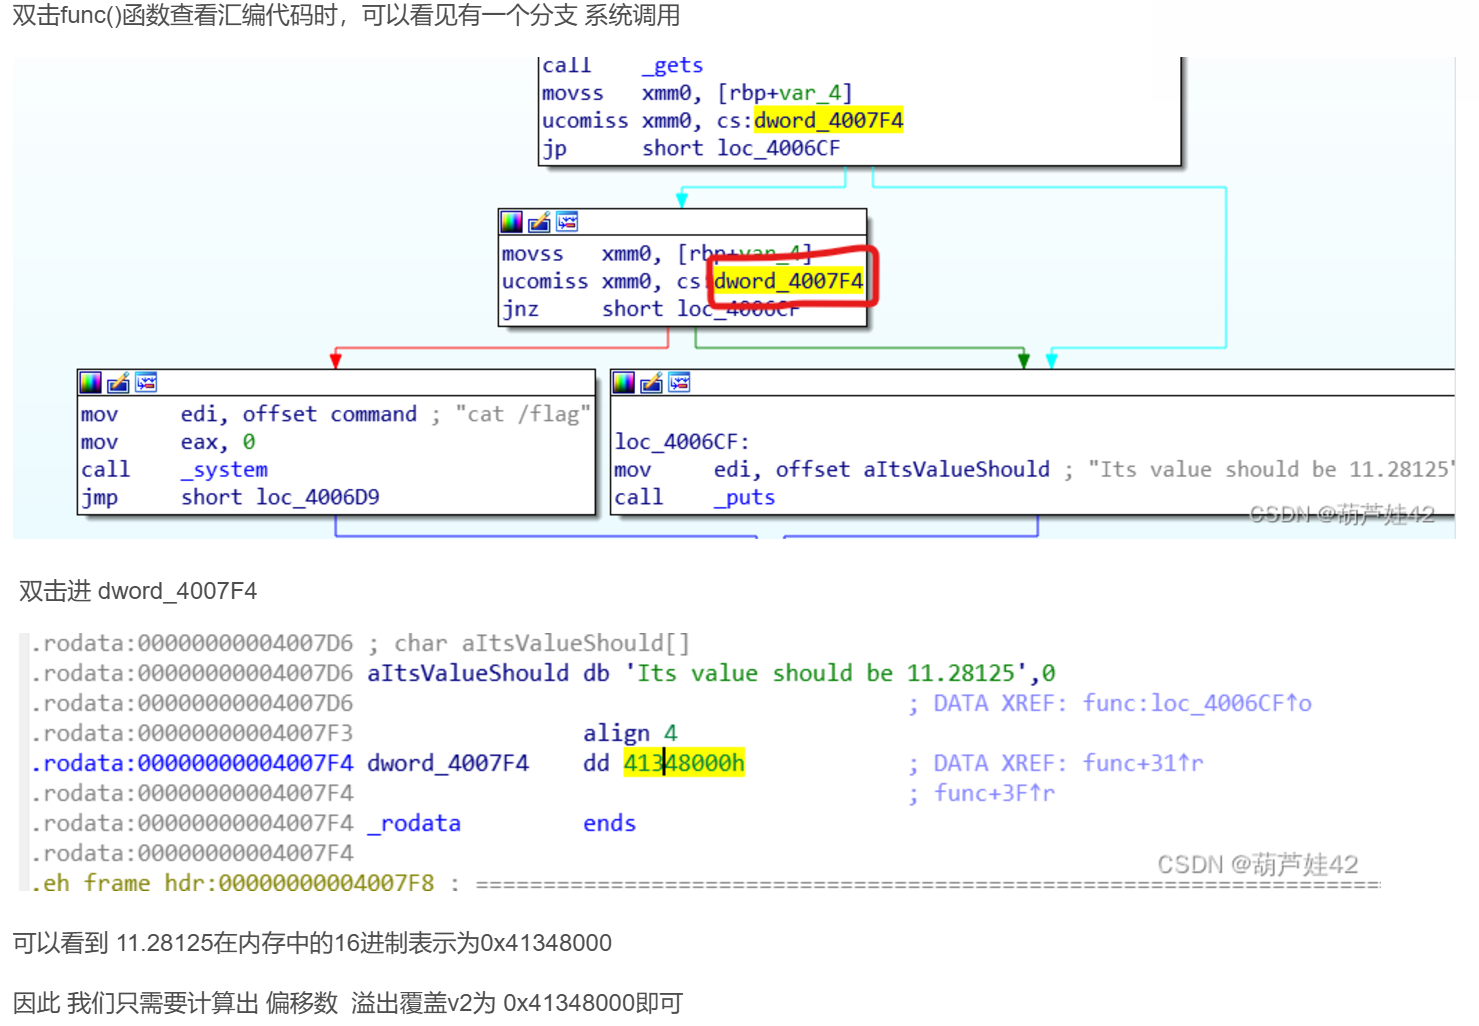 双击func()函数查看汇编代码时，可以看见有一个分支 系统调用
call    _gets
movss   xmm0, [rbp+var_4]
ucomiss xmm0, cs:dword_4007F4
jp      short loc_4006CF
movss   xmm0, [rbp+var_4]
ucomiss xmm0, cs:dword_4007F4
jnz     short loc_4006CF
mov     edi, offset command ; "cat /flag"
mov     eax, 0
call    _system
jmp     short loc_4006D9
loc_4006CF:
mov     edi, offset aItsValueShould ; "Its value should be 11.28125"
call    _puts
CSDN @葫芦娃42
双击进 dword_4007F4
.rodata:00000000004007D6 ; char aItsValueShould[]
.rodata:00000000004007D6 aItsValueShould db 'Its value should be 11.28125',0
.rodata:00000000004007D6                                         ; DATA XREF: func:loc_4006CF↑o
.rodata:00000000004007F3                 align 4
.rodata:00000000004007F4 dword_4007F4    dd 41348000h            ; DATA XREF: func+31↑r
.rodata:00000000004007F4                                         ; func+3F↑r
.rodata:00000000004007F4 _rodata         ends
.rodata:00000000004007F4
CSDN @葫芦娃42
.eh_frame_hdr:00000000004007F8 ; ===================================================================
可以看到 11.28125在内存中的16进制表示为0x41348000
因此 我们只需要计算出 偏移数  溢出覆盖v2为 0x41348000即可